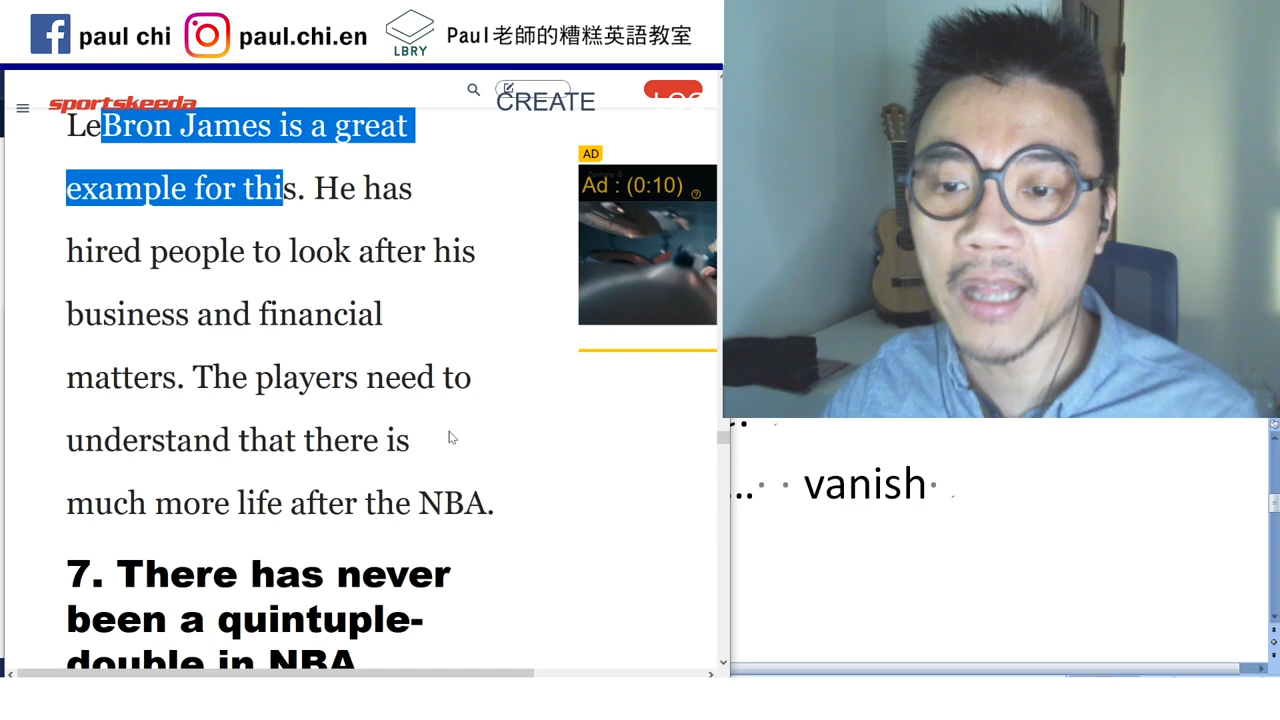 paul chi
paul.chi.en
LBRY
Paul老師的糟糕英語教室
sportskeeda
CREATE
LeBron James is a great
example for this. He has
hired people to look after his
business and financial
matters. The players need to
understand that there is
much more life after the NBA.
7. There has never
been a quintuple-
double in NBA
AD
Ad : (0:10)
vanish